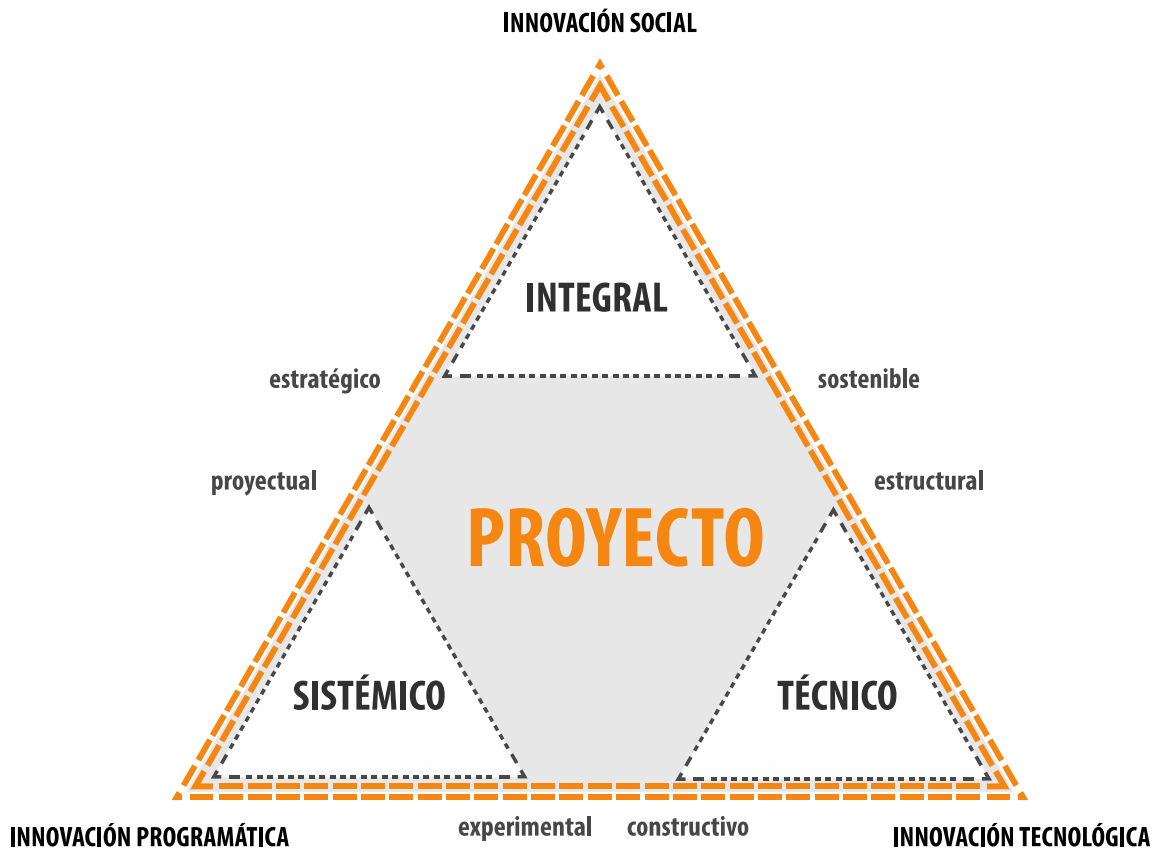 INNOVACIÓN SOCIAL
INTEGRAL
estratégico
sostenible
proyectual
estructural
PROYECTO
SISTÉMICO
TÉCNICO
experimental
constructivo
INNOVACIÓN PROGRAMÁTICA
INNOVACIÓN TECNOLÓGICA